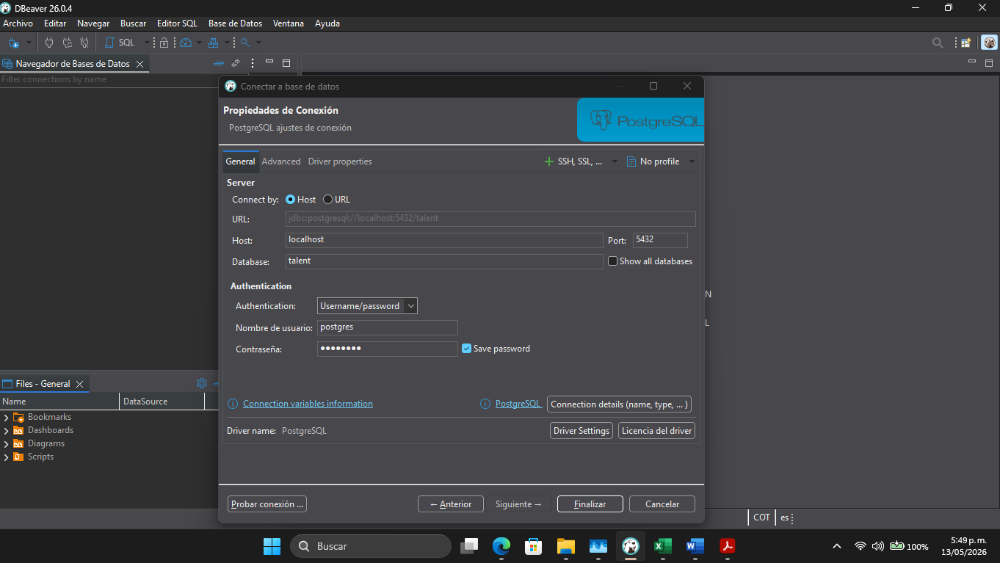 DBeaver 26.0.4
Archivo Editar Navegar Buscar Editor SQL Base de Datos Ventana Ayuda
SQL
Navegador de Bases de Datos
Filter connections by name
Conectar a base de datos
Propiedades de Conexión
PostgreSQL ajustes de conexión
PostgreSQL
General Advanced Driver properties SSH, SSL, ... No profile
Server
Connect by: Host URL
URL: jdbc:postgresql://localhost:5432/talent
Host: localhost Port: 5432
Database: talent Show all databases
Authentication
N
Authentication: Username/password
L
Nombre de usuario: postgres
Contraseña: •••••••• Save password
Files - General
Name DataSource
Bookmarks
Dashboards
Diagrams
Scripts
Connection variables information PostgreSQL Connection details (name, type, ... )
Driver name: PostgreSQL Driver Settings Licencia del driver
Probar conexión ... ← Anterior Siguiente → Finalizar Cancelar
COT es
Buscar
100%
5:49 p. m.
13/05/2026